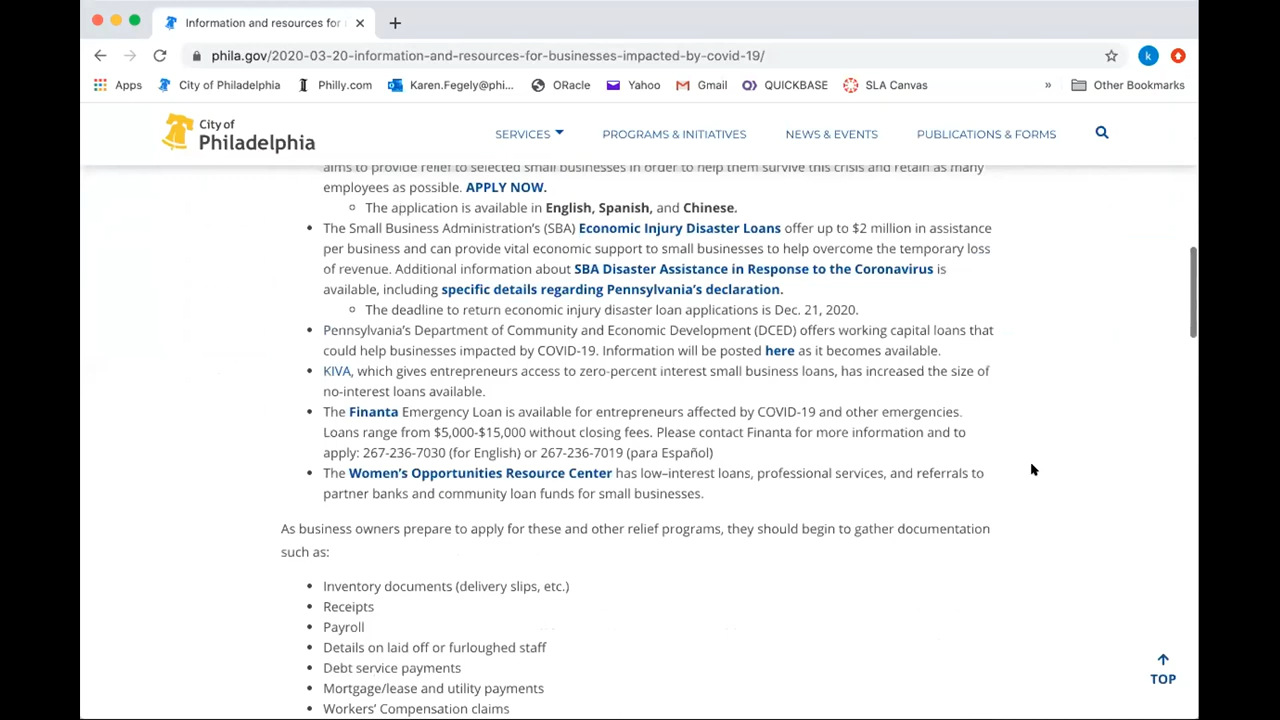 Information and resources for
phila.gov/2020-03-20-information-and-resources-for-businesses-impacted-by-covid-19/
k
Apps City of Philadelphia Philly.com Karen.Fegely@phi... ORacle Yahoo Gmail QUICKBASE SLA Canvas » Other Bookmarks
City of
Philadelphia
SERVICES PROGRAMS & INITIATIVES NEWS & EVENTS PUBLICATIONS & FORMS
aims to provide relief to selected small businesses in order to help them survive this crisis and retain as many
employees as possible. APPLY NOW.
The application is available in English, Spanish, and Chinese.
The Small Business Administration's (SBA) Economic Injury Disaster Loans offer up to $2 million in assistance
per business and can provide vital economic support to small businesses to help overcome the temporary loss
of revenue. Additional information about SBA Disaster Assistance in Response to the Coronavirus is
available, including specific details regarding Pennsylvania's declaration.
The deadline to return economic injury disaster loan applications is Dec. 21, 2020.
Pennsylvania's Department of Community and Economic Development (DCED) offers working capital loans that
could help businesses impacted by COVID-19. Information will be posted here as it becomes available.
KIVA, which gives entrepreneurs access to zero-percent interest small business loans, has increased the size of
no-interest loans available.
The Finanta Emergency Loan is available for entrepreneurs affected by COVID-19 and other emergencies.
Loans range from $5,000-$15,000 without closing fees. Please contact Finanta for more information and to
apply: 267-236-7030 (for English) or 267-236-7019 (para Español)
The Women's Opportunities Resource Center has low–interest loans, professional services, and referrals to
partner banks and community loan funds for small businesses.
As business owners prepare to apply for these and other relief programs, they should begin to gather documentation
such as:
Inventory documents (delivery slips, etc.)
Receipts
Payroll
Details on laid off or furloughed staff
Debt service payments
Mortgage/lease and utility payments
Workers' Compensation claims
TOP